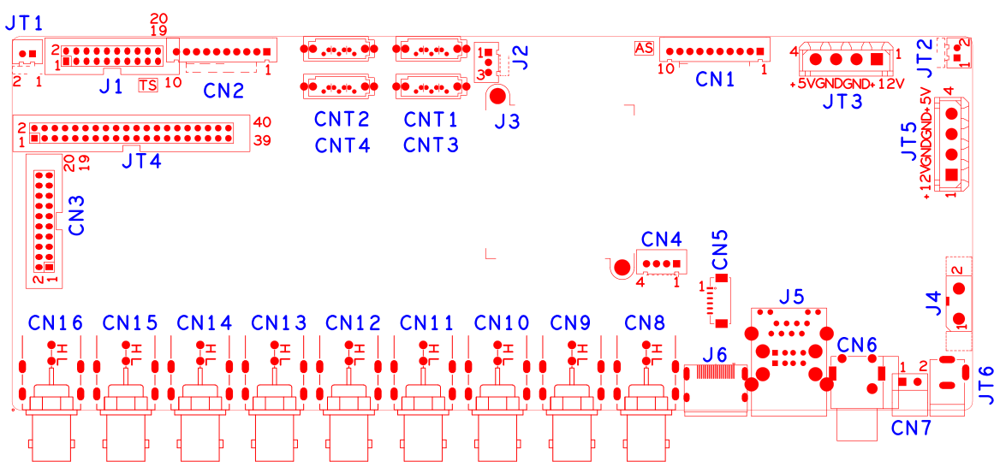 JT1
20
19
2
1
2 1
J1
TS
10
1
CN2
CNT2
CNT4
CNT1
CNT3
1
3
J2
J3
AS
10
1
CN1
4
1
+5VGNDGND+12V
JT3
JT2
2
1
4
+12VGNDGND+5V
JT5
1
2
1
40
39
JT4
20
19
CN3
2
1
CN4
4 1
CN5
1
2
J4
1
J5
CN16 CN15 CN14 CN13 CN12 CN11 CN10 CN9 CN8
H H H H H H H H H
L L L L L L L L L
J6
CN6
1 2
CN7
JT6